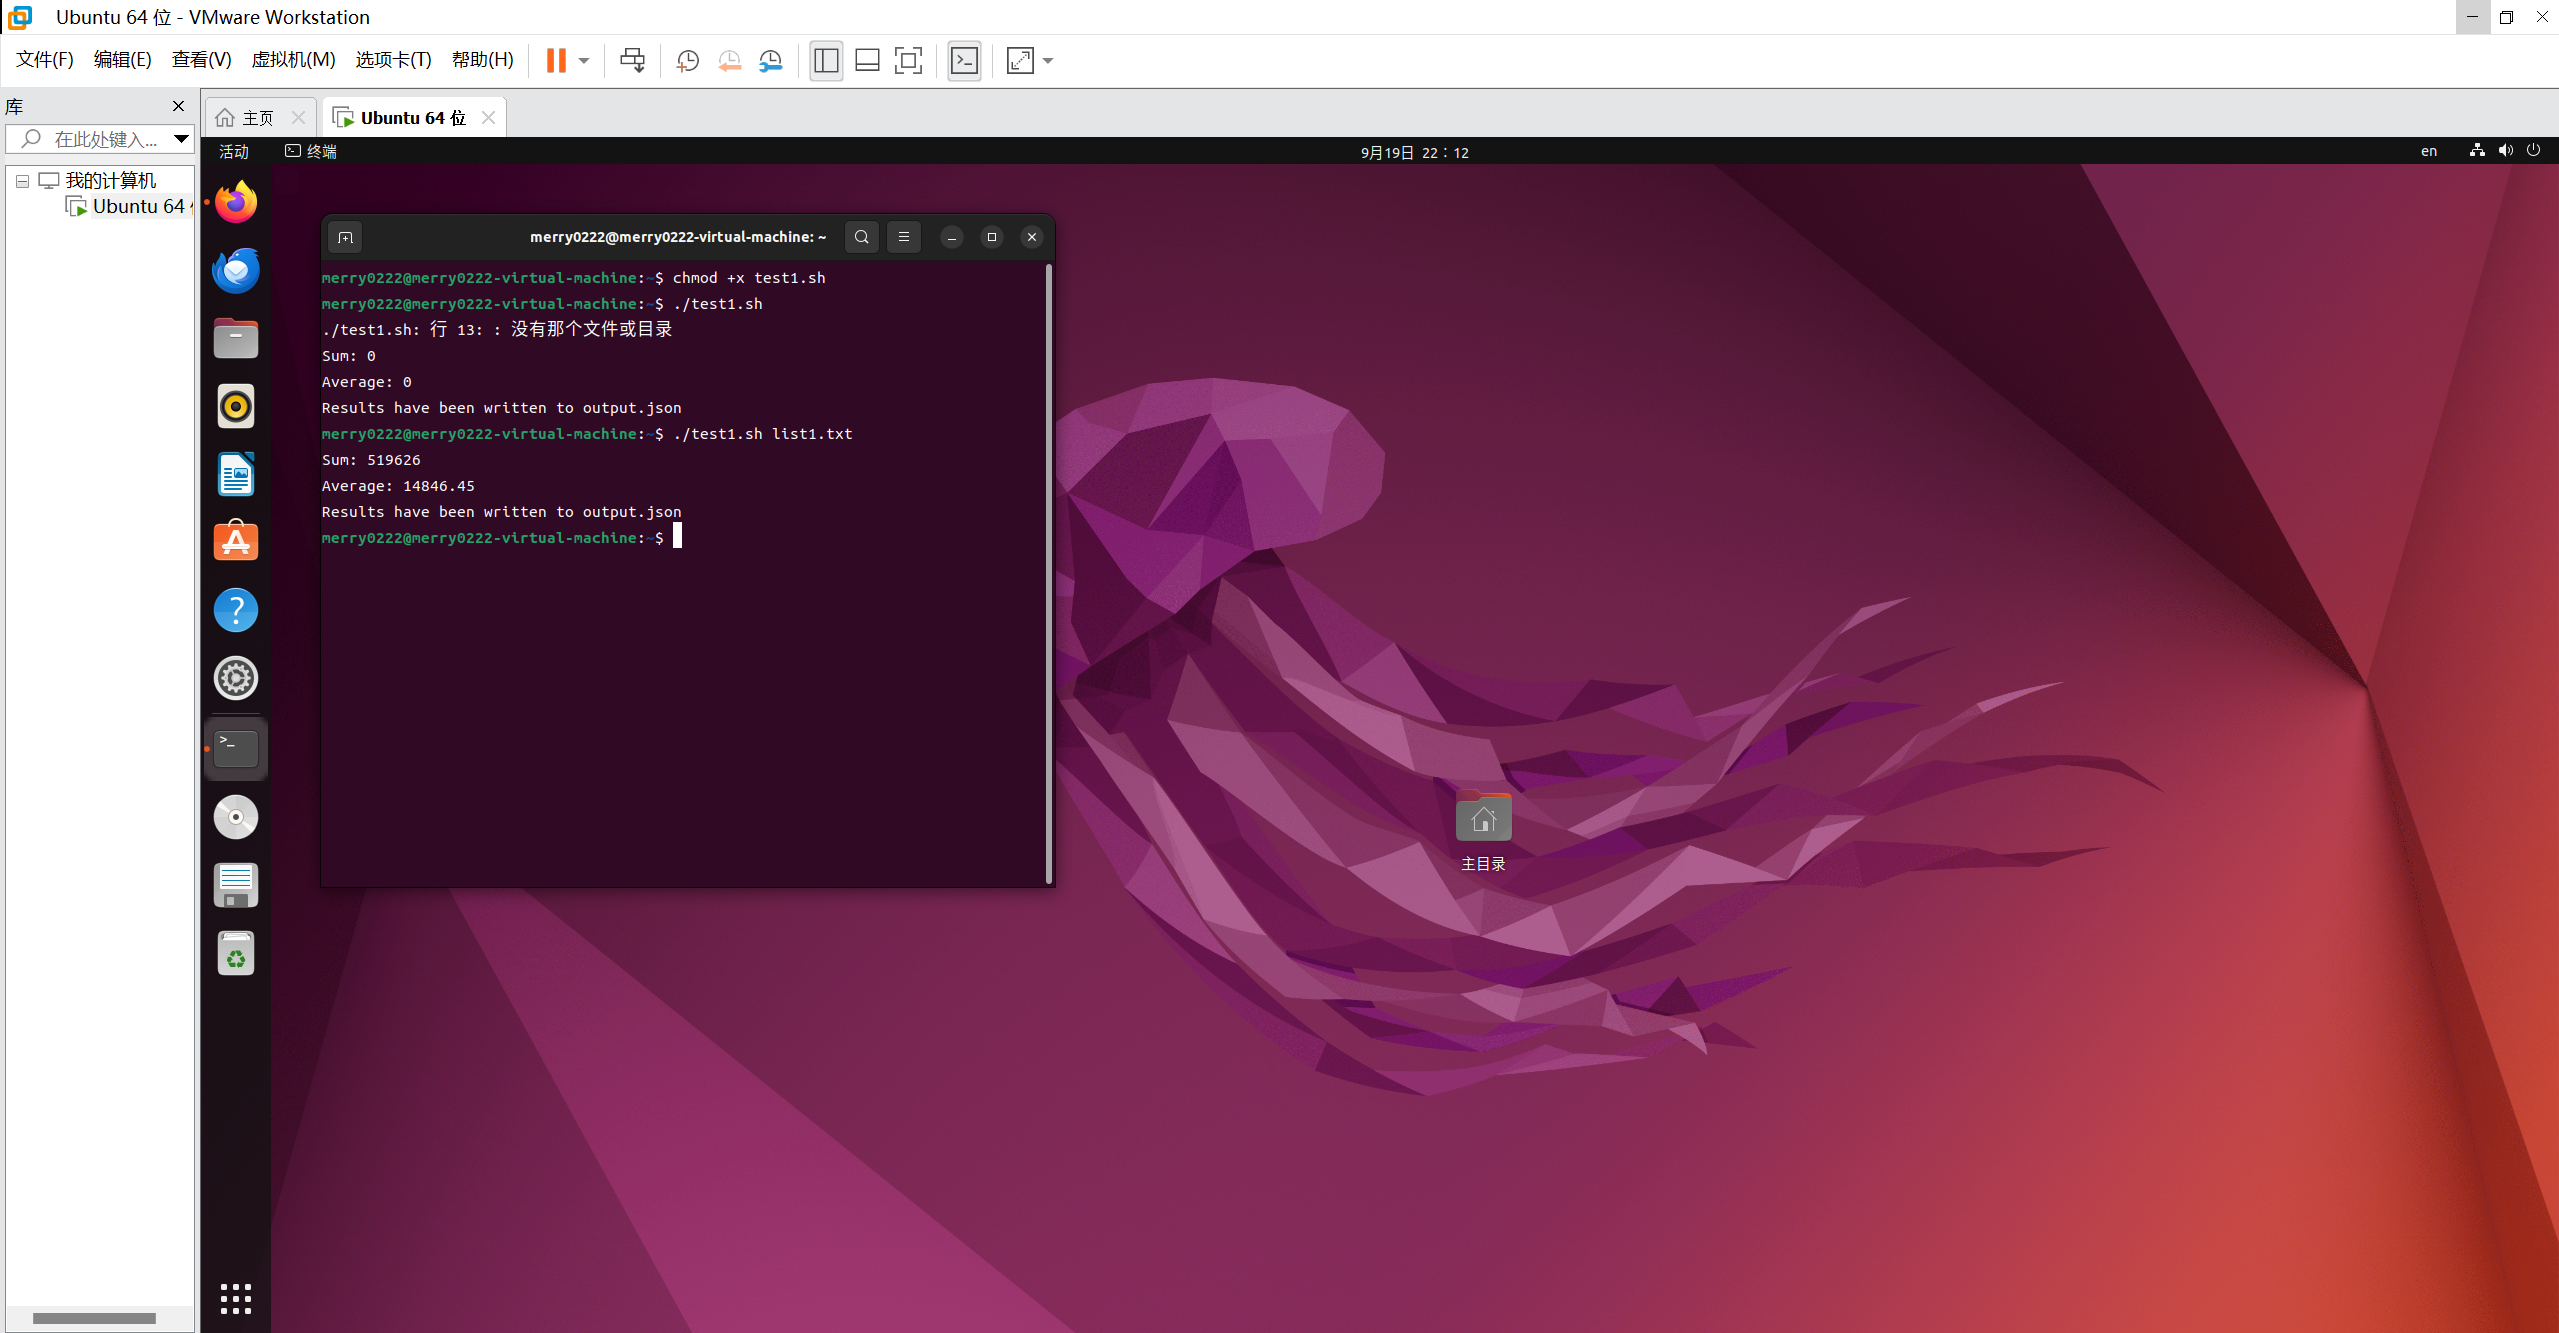 Ubuntu 64 位 - VMware Workstation
文件(F) 编辑(E) 查看(V) 虚拟机(M) 选项卡(T) 帮助(H)
库
在此处键入...
我的计算机
Ubuntu 64
主页
Ubuntu 64 位
活动 终端 9月19日 22：12 en
merry0222@merry0222-virtual-machine: ~
merry0222@merry0222-virtual-machine:~$ chmod +x test1.sh
merry0222@merry0222-virtual-machine:~$ ./test1.sh
./test1.sh: 行 13: : 没有那个文件或目录
Sum: 0
Average: 0
Results have been written to output.json
merry0222@merry0222-virtual-machine:~$ ./test1.sh list1.txt
Sum: 519626
Average: 14846.45
Results have been written to output.json
merry0222@merry0222-virtual-machine:~$
主目录